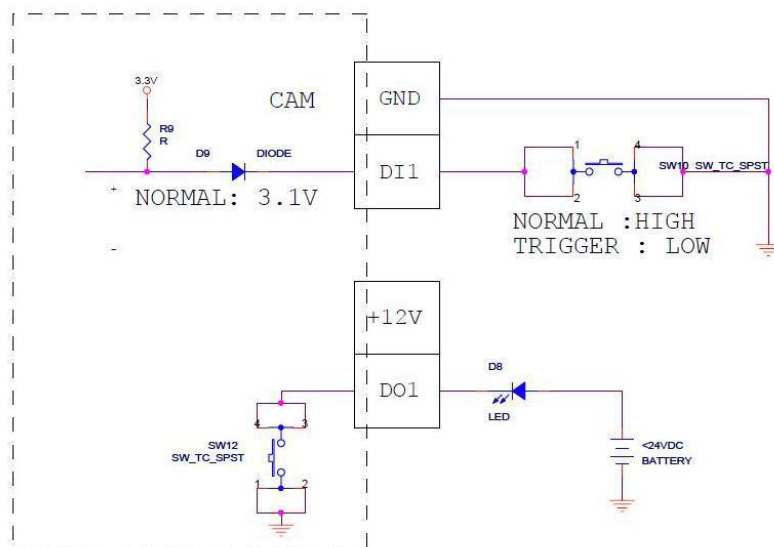 3.3V
CAM
GND
R9
R
D9
DIODE
DI1
NORMAL: 3.1V
+
-
1
4
SW10 SW_TC_SPST
2
3
NORMAL :HIGH
TRIGGER : LOW
+12V
DO1
D8
LED
4
3
SW12
SW_TC_SPST
1
2
<24VDC
BATTERY